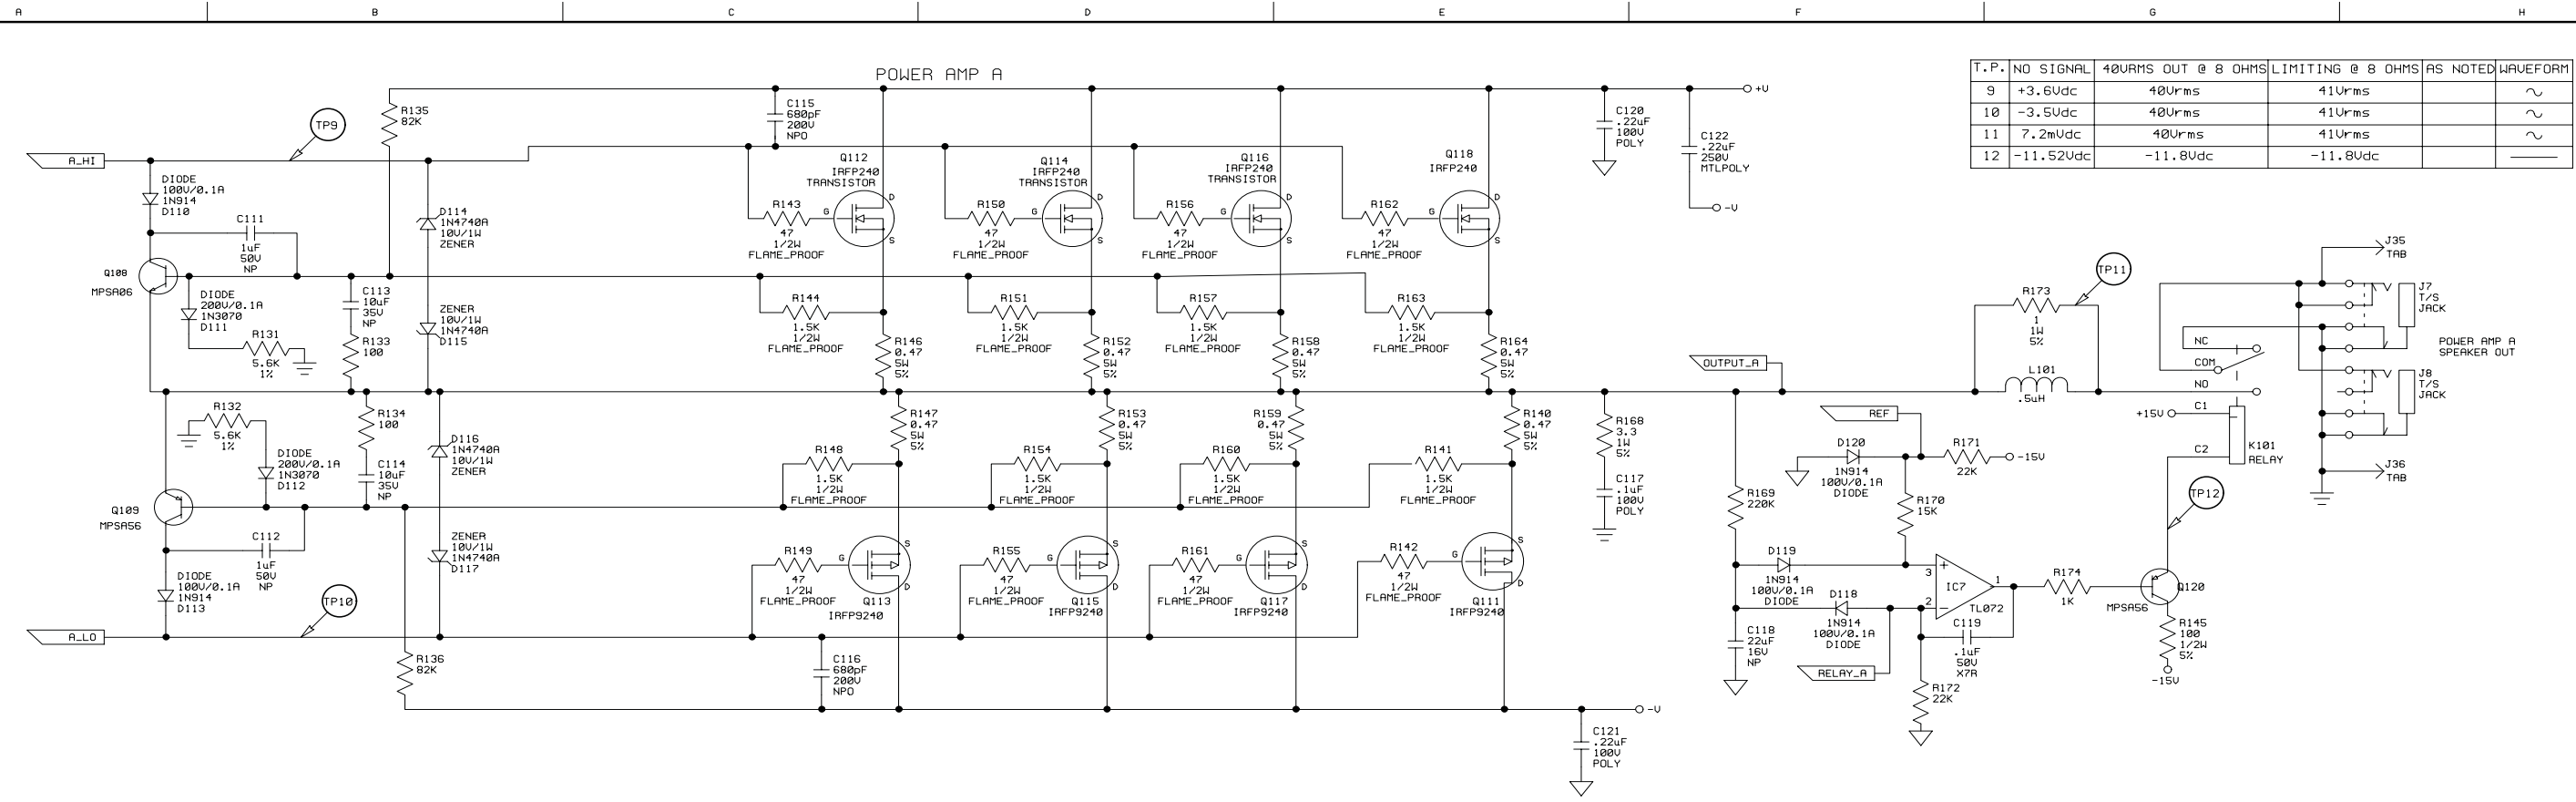 A B C D E F G H
POWER AMP A
T.P. NO SIGNAL 40VRMS OUT @ 8 OHMS LIMITING @ 8 OHMS AS NOTED WAVEFORM
9 +3.6Vdc 40Vrms 41Vrms
10 -3.5Vdc 40Vrms 41Vrms
11 7.2mVdc 40Vrms 41Vrms
12 -11.52Vdc -11.8Vdc -11.8Vdc
A_HI
TP9
R135
82K
DIODE
100V/0.1A
1N914
D110
C111
1uF
50V
NP
Q108
MPSA06
DIODE
200V/0.1A
1N3070
D111
R131
5.6K
1%
C113
10uF
35V
NP
R133
100
D114
1N4740A
10V/1W
ZENER
ZENER
10V/1W
1N4740A
D115
R132
5.6K
1%
DIODE
200V/0.1A
1N3070
D112
R134
100
C114
10uF
35V
NP
D116
1N4740A
10V/1W
ZENER
ZENER
10V/1W
1N4740A
D117
Q109
MPSA56
C112
1uF
50V
NP
DIODE
100V/0.1A
1N914
D113
TP10
A_LO
R136
82K
C115
680pF
200V
NPO
Q112
IRFP240
TRANSISTOR
D
G
S
R143
47
1/2W
FLAME_PROOF
R144
1.5K
1/2W
FLAME_PROOF
R146
0.47
5W
5%
Q114
IRFP240
TRANSISTOR
D
G
S
R150
47
1/2W
FLAME_PROOF
R151
1.5K
1/2W
FLAME_PROOF
R152
0.47
5W
5%
Q116
IRFP240
TRANSISTOR
D
G
S
R156
47
1/2W
FLAME_PROOF
R157
1.5K
1/2W
FLAME_PROOF
R158
0.47
5W
5%
Q118
IRFP240
D
G
S
R162
47
1/2W
FLAME_PROOF
R163
1.5K
1/2W
FLAME_PROOF
R164
0.47
5W
5%
R147
0.47
5W
5%
R148
1.5K
1/2W
FLAME_PROOF
R149
47
1/2W
FLAME_PROOF
S
G
D
Q113
IRFP9240
C116
680pF
200V
NPO
R153
0.47
5W
5%
R154
1.5K
1/2W
FLAME_PROOF
R155
47
1/2W
FLAME_PROOF
S
G
D
Q115
IRFP9240
R159
0.47
5W
5%
R160
1.5K
1/2W
FLAME_PROOF
R161
47
1/2W
FLAME_PROOF
S
G
D
Q117
IRFP9240
R140
0.47
5W
5%
R141
1.5K
1/2W
FLAME_PROOF
R142
47
1/2W
FLAME_PROOF
S
G
D
Q111
IRFP9240
C120
.22uF
100V
POLY
+V
C122
.22uF
250V
MTLPOLY
-V
R168
3.3
1W
5%
C117
.1uF
100V
POLY
-V
C121
.22uF
100V
POLY
OUTPUT_A
REF
R169
220K
D120
1N914
100V/0.1A
DIODE
R171
22K
-15V
R170
15K
D119
1N914
100V/0.1A
DIODE
D118
1N914
100V/0.1A
DIODE
C118
22uF
16V
NP
RELAY_A
3
+
2
-
1
IC7
TL072
C119
.1uF
50V
X7R
R172
22K
R174
1K
Q120
MPSA56
R145
100
1/2W
5%
-15V
TP11
R173
1
1W
5%
L101
.5uH
NC
COM
NO
+15V
C1
C2
K101
RELAY
TP12
J35
TAB
J7
T/S
JACK
POWER AMP A
SPEAKER OUT
J8
T/S
JACK
J36
TAB